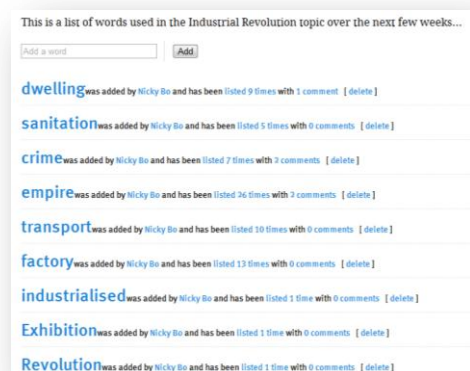 This is a list of words used in the Industrial Revolution topic over the next few weeks...
Add a word Add
dwelling was added by Nicky Bo and has been listed 9 times with 1 comment [ delete ]
sanitation was added by Nicky Bo and has been listed 5 times with 0 comments [ delete ]
crime was added by Nicky Bo and has been listed 7 times with 3 comments [ delete ]
empire was added by Nicky Bo and has been listed 36 times with 3 comments [ delete ]
transport was added by Nicky Bo and has been listed 10 times with 0 comments [ delete ]
factory was added by Nicky Bo and has been listed 13 times with 0 comments [ delete ]
industrialised was added by Nicky Bo and has been listed 1 time with 0 comments [ delete ]
Exhibition was added by Nicky Bo and has been listed 1 time with 0 comments [ delete ]
Revolution was added by Nicky Bo and has been listed 1 time with 0 comments [ delete ]